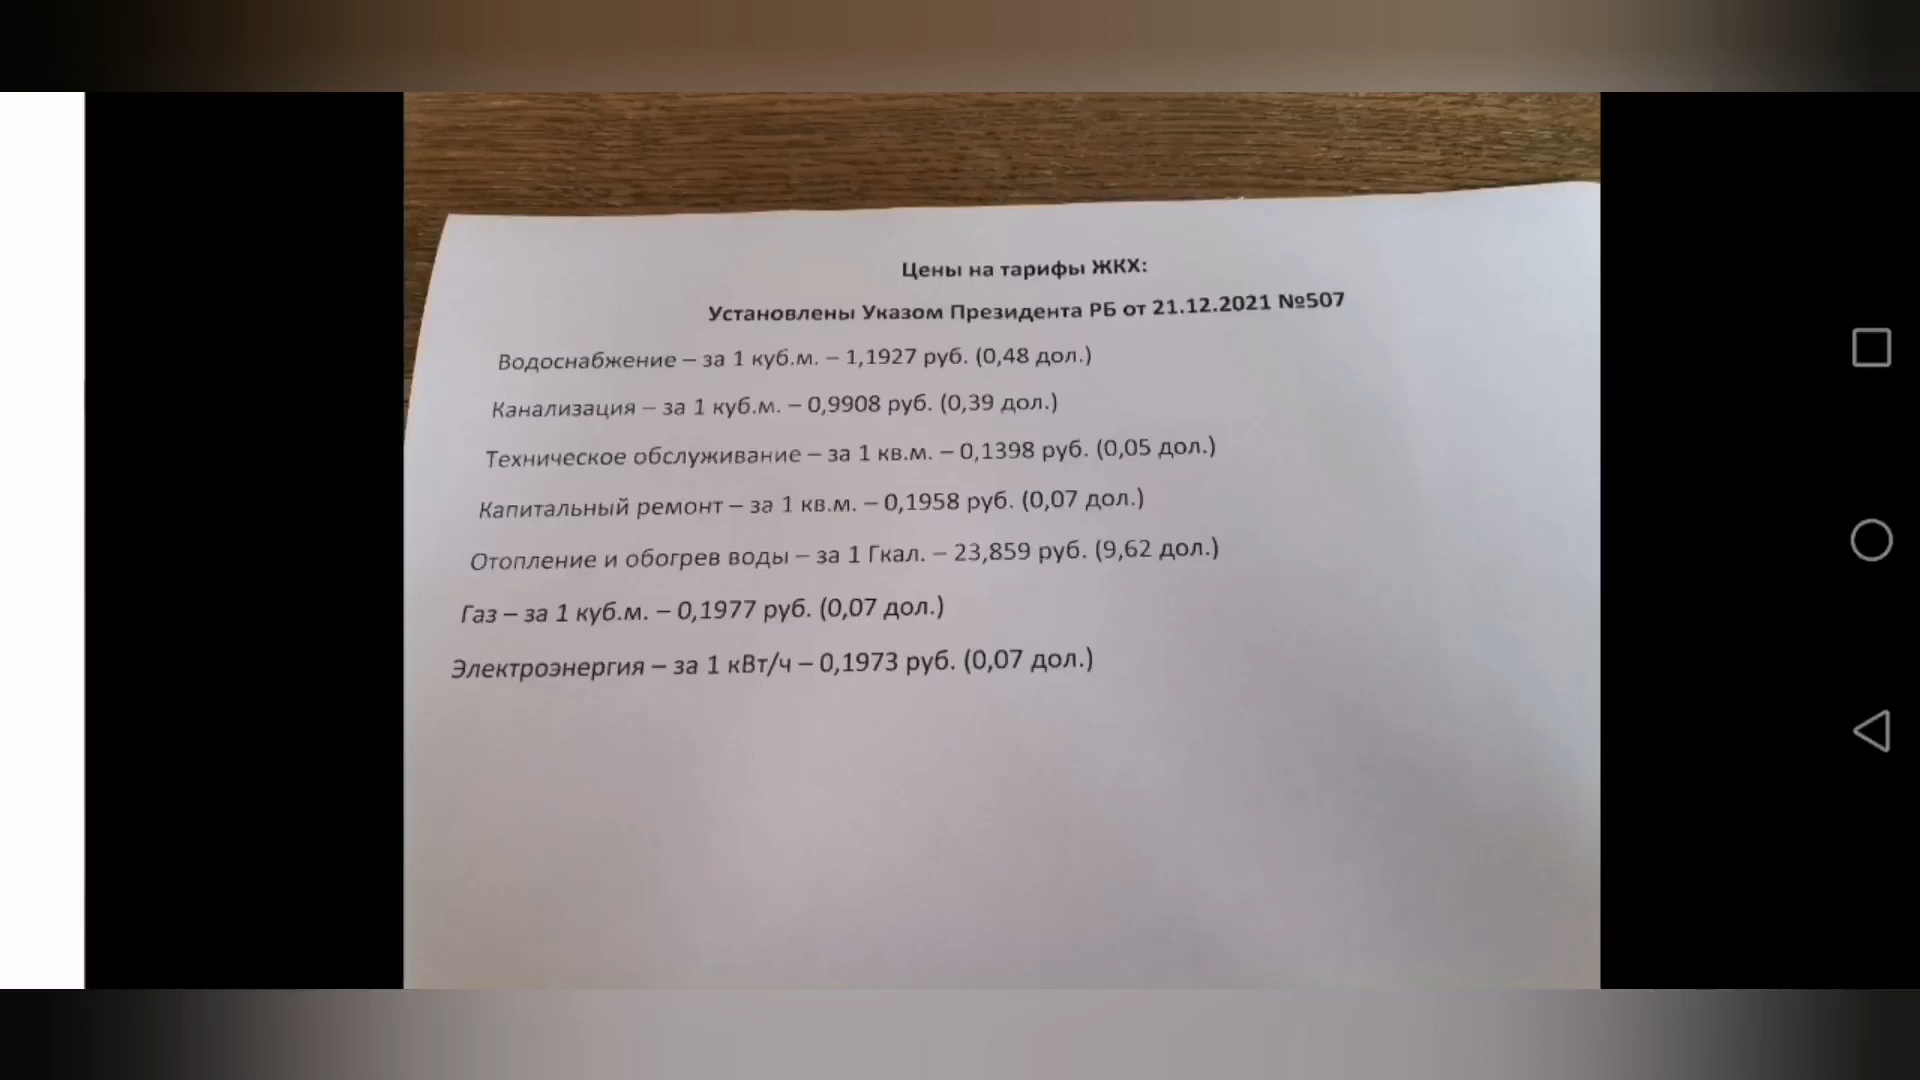 Цены на тарифы ЖКХ:
Установлены Указом Президента РБ от 21.12.2021 №507
Водоснабжение – за 1 куб.м. – 1,1927 руб. (0,48 дол.)
Канализация – за 1 куб.м. – 0,9908 руб. (0,39 дол.)
Техническое обслуживание – за 1 кв.м. – 0,1398 руб. (0,05 дол.)
Капитальный ремонт – за 1 кв.м. – 0,1958 руб. (0,07 дол.)
Отопление и обогрев воды – за 1 Гкал. – 23,859 руб. (9,62 дол.)
Газ – за 1 куб.м. – 0,1977 руб. (0,07 дол.)
Электроэнергия – за 1 кВт/ч – 0,1973 руб. (0,07 дол.)